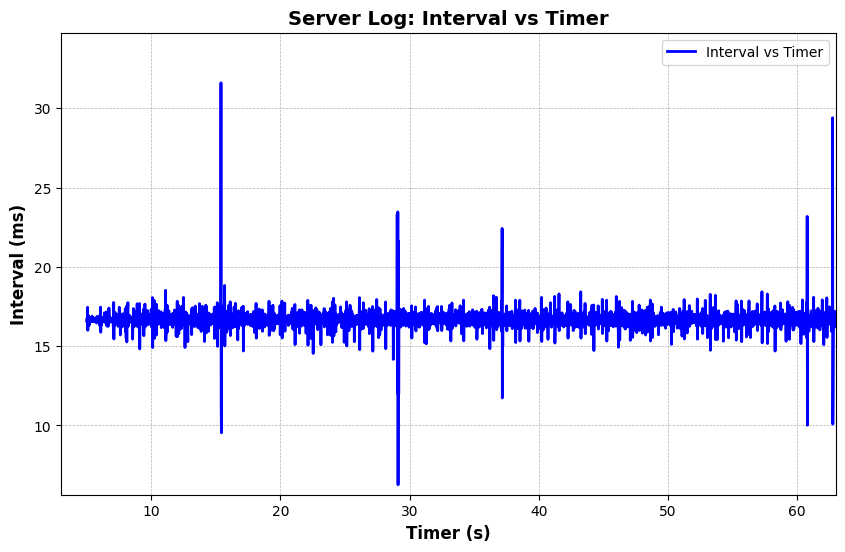 Server Log: Interval vs Timer
Interval vs Timer
30
25
20
15
10
Interval (ms)
10 20 30 40 50 60
Timer (s)